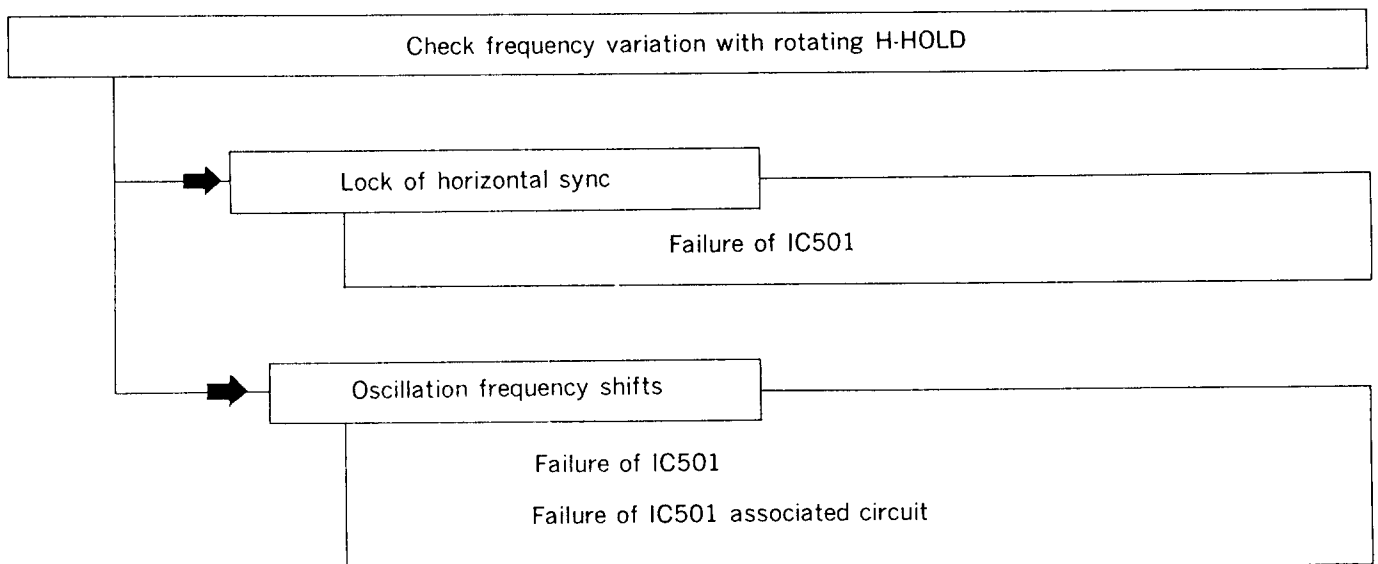 Check frequency variation with rotating H-HOLD
Lock of horizontal sync
Failure of IC501
Oscillation frequency shifts
Failure of IC501
Failure of IC501 associated circuit